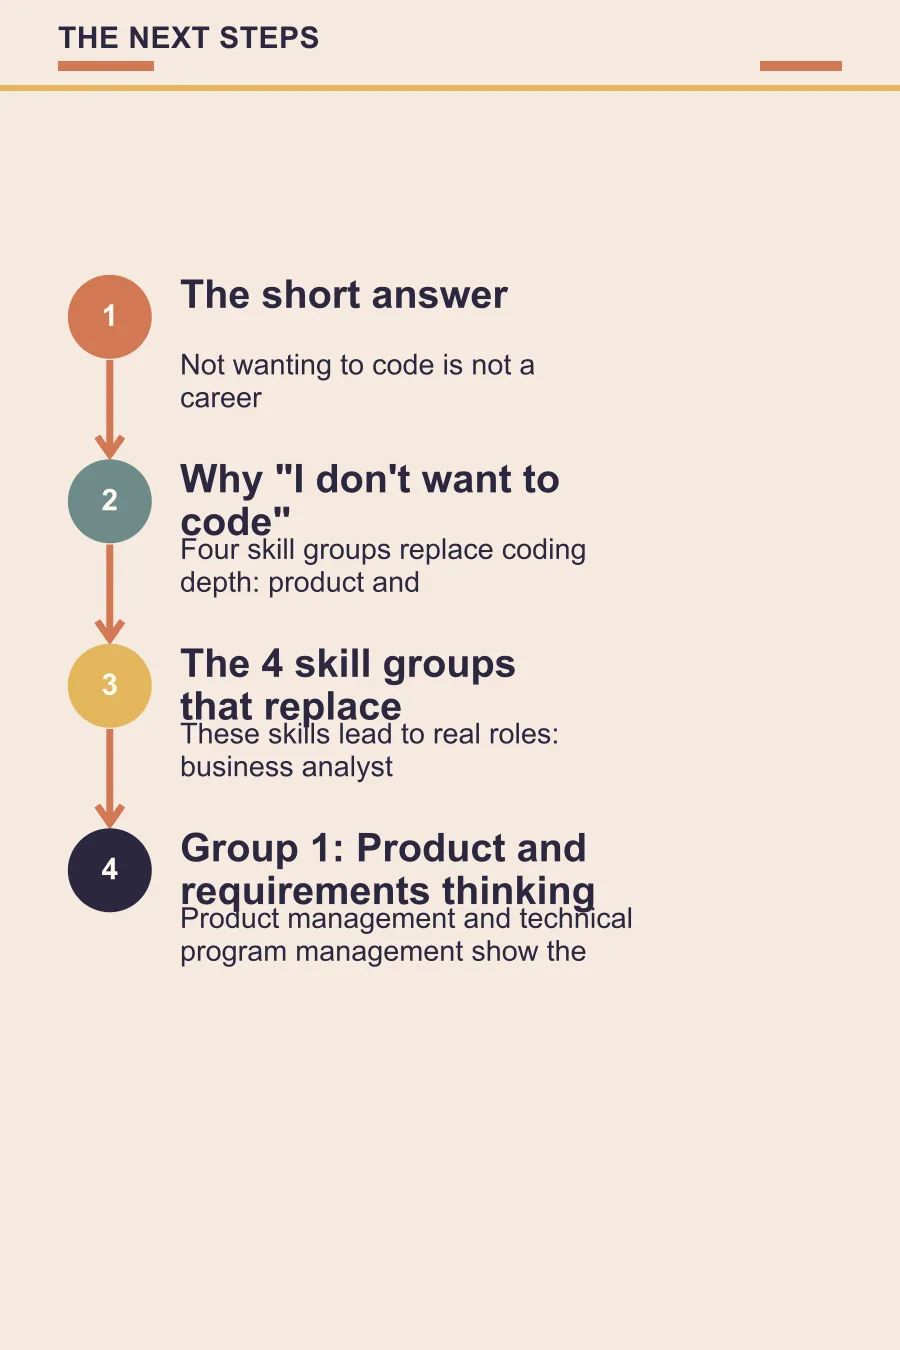 THE NEXT STEPS
1
The short answer
Not wanting to code is not a
career
2
Why "I don't want to
code"
Four skill groups replace coding
depth: product and
3
The 4 skill groups
that replace
These skills lead to real roles:
business analyst
4
Group 1: Product and
requirements thinking
Product management and technical
program management show the